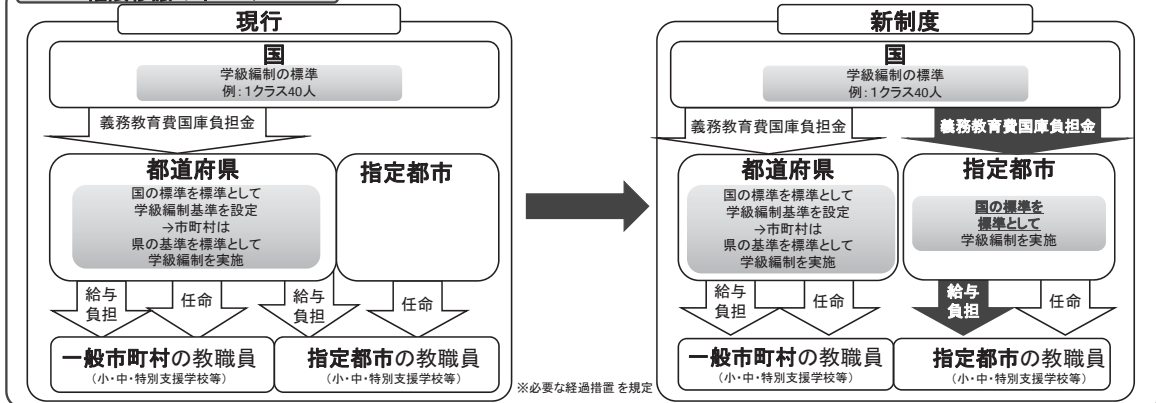 現行
国
学級編制の標準
例：1クラス40人
義務教育費国庫負担金
都道府県
国の標準を標準として
学級編制基準を設定
→市町村は
県の基準を標準として
学級編制を実施
指定都市
給与
負担
任命
給与
負担
任命
一般市町村の教職員
（小・中・特別支援学校等）
指定都市の教職員
（小・中・特別支援学校等）
※必要な経過措置を規定
新制度
国
学級編制の標準
例：1クラス40人
義務教育費国庫負担金
義務教育費国庫負担金
都道府県
国の標準を標準として
学級編制基準を設定
→市町村は
県の基準を標準として
学級編制を実施
指定都市
国の標準を
標準として
学級編制を実施
給与
負担
任命
給与
負担
任命
一般市町村の教職員
（小・中・特別支援学校等）
指定都市の教職員
（小・中・特別支援学校等）